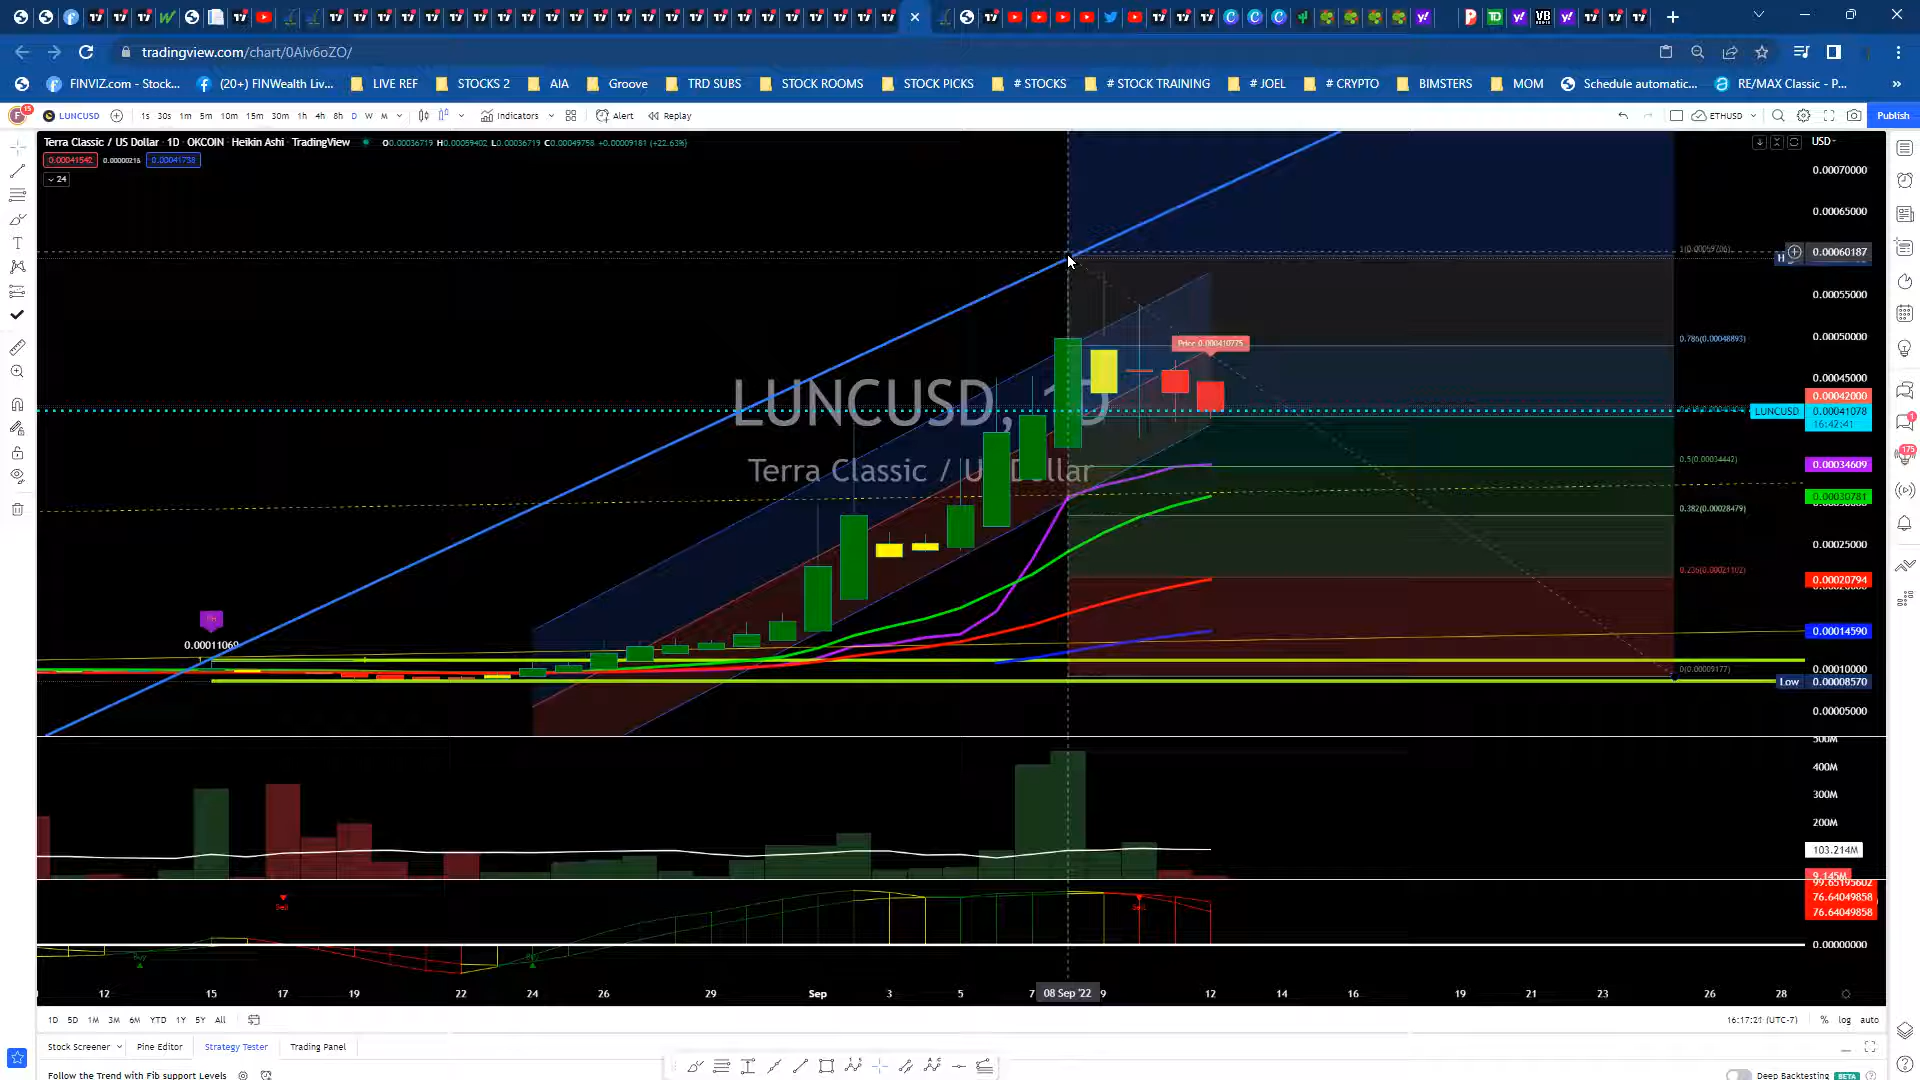 tradingview.com/chart/0Alv6oZO/
FINVIZ.com - Stock... (20+) FINWealth Liv... LIVE REF STOCKS 2 AIA Groove TRD SUBS STOCK ROOMS STOCK PICKS # STOCKS # STOCK TRAINING # JOEL # CRYPTO BIMSTERS MOM Schedule automatic... RE/MAX Classic - P... »
15 LUNCUSD 1s 30s 1m 5m 10m 15m 30m 1h 4h 8h D W M Indicators Alert Replay ETHUSD Publish
Terra Classic / US Dollar · 1D · OKCOIN · Heikin Ashi · TradingView O0.00036719 H0.00059402 L0.00036719 C0.00049758 +0.00009181 (+22.63%) USD
0.00041542 0.00000216 0.00041758
24
0.00070000
0.00065000
1(0.00059706) 0.00060187
H
0.00055000
0.00050000
0.786(0.00048893)
Price 0.000410775
0.00045000
0.00042000
LUNCUSD 0.00041078
16:42:41
LUNCUSD, 1D
Terra Classic / US Dollar
0.5(0.00034442) 0.00034609
0.00030781
0.382(0.00028479)
0.00025000
0.236(0.00021102)
0.00020794
0.00014590
0.00011069
0(0.00009177) 0.00010000
Low 0.00008570
0.00005000
500M
400M
300M
200M
103.214M
9.145M
99.65195602
76.64049858
76.64049858
Sell Sell
0.00000000
Buy Buy
12 15 17 19 22 24 26 29 Sep 3 5 7 08 Sep '22 9 12 14 16 19 21 23 26 28
1D 5D 1M 3M 6M YTD 1Y 5Y All 16:17:21 (UTC-7) % log auto
Stock Screener Pine Editor Strategy Tester Trading Panel
Follow the Trend with Fib support Levels Deep Backtesting BETA